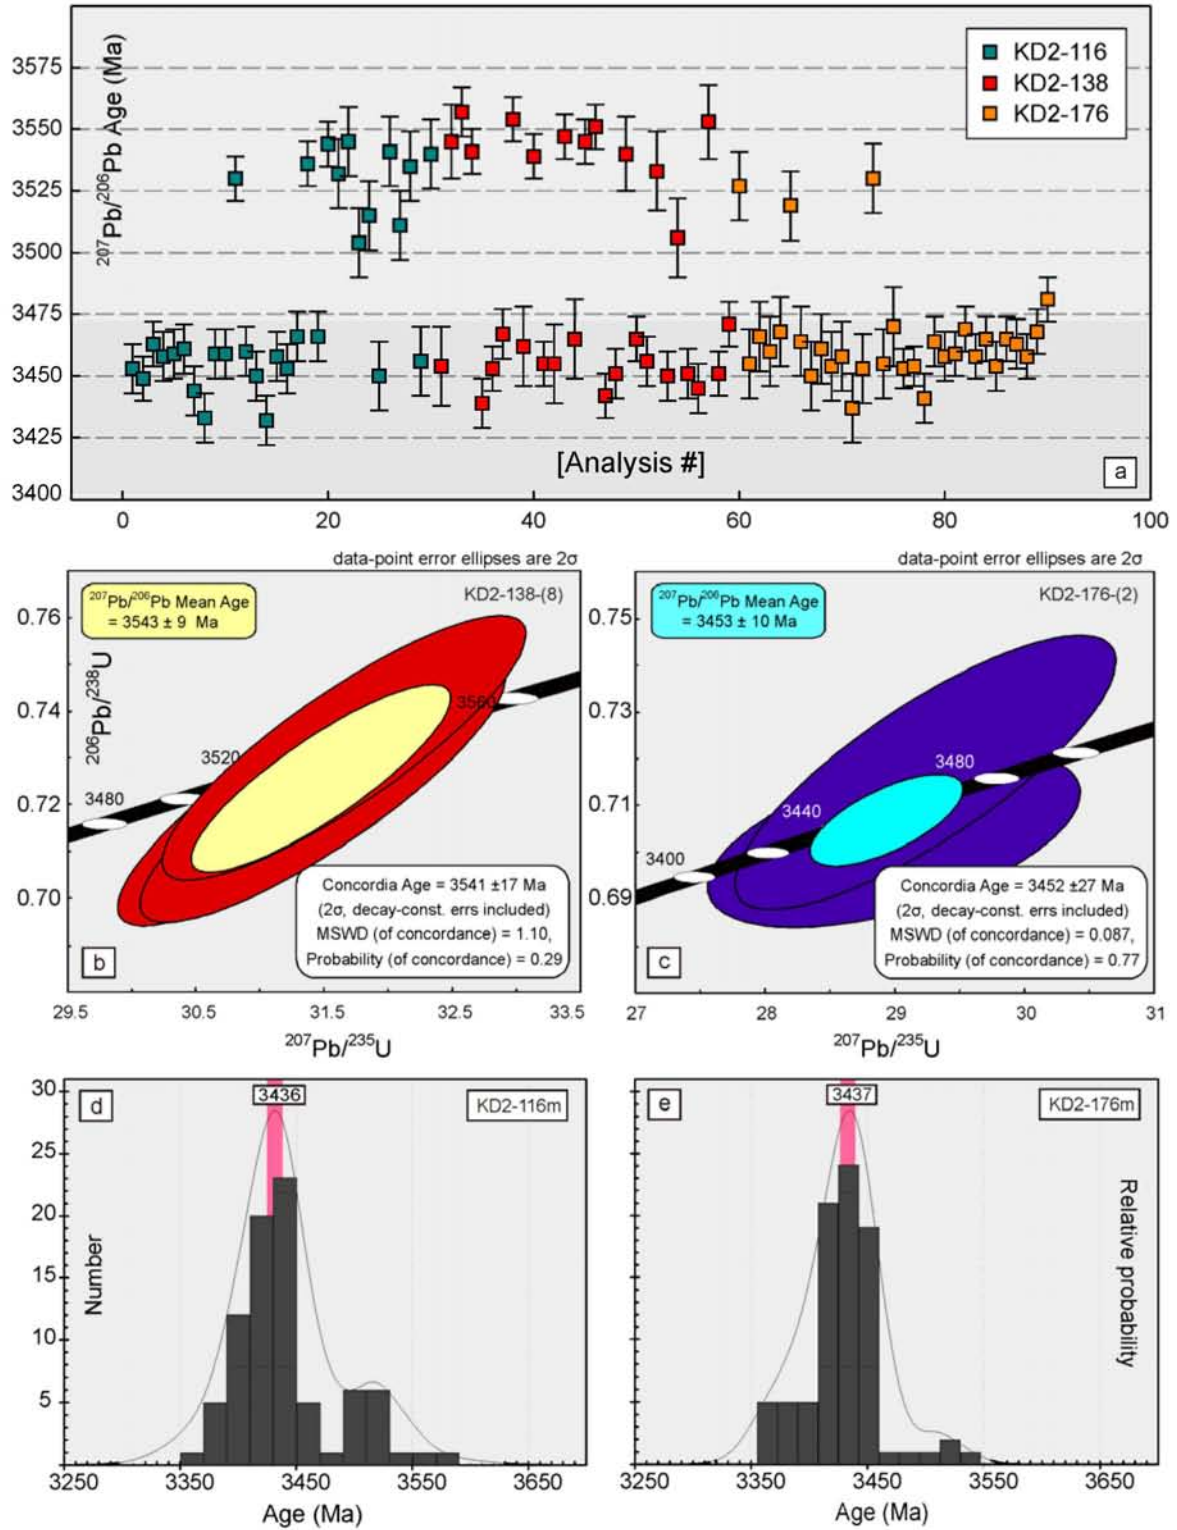 ²⁰⁷Pb/²⁰⁶Pb Age (Ma)
3575
3550
3525
3500
3475
3450
3425
3400
KD2-116
KD2-138
KD2-176
[Analysis #]
a
0 20 40 60 80 100
data-point error ellipses are 2σ
²⁰⁷Pb/²⁰⁶Pb Mean Age
= 3543 ± 9 Ma
KD2-138-(8)
²⁰⁶Pb/²³⁸U
0.76
0.74
0.72
0.70
3480
3520
3560
Concordia Age = 3541 ±17 Ma
(2σ, decay-const. errs included)
MSWD (of concordance) = 1.10,
Probability (of concordance) = 0.29
b
29.5 30.5 31.5 32.5 33.5
²⁰⁷Pb/²³⁵U
data-point error ellipses are 2σ
²⁰⁷Pb/²⁰⁶Pb Mean Age
= 3453 ± 10 Ma
KD2-176-(2)
0.75
0.73
0.71
0.69
3400
3440
3480
Concordia Age = 3452 ±27 Ma
(2σ, decay-const. errs included)
MSWD (of concordance) = 0.087,
Probability (of concordance) = 0.77
c
27 28 29 30 31
²⁰⁷Pb/²³⁵U
d
3436
KD2-116m
Number
30
25
20
15
10
5
3250 3350 3450 3550 3650
Age (Ma)
e
3437
KD2-176m
Relative probability
3250 3350 3450 3550 3650
Age (Ma)